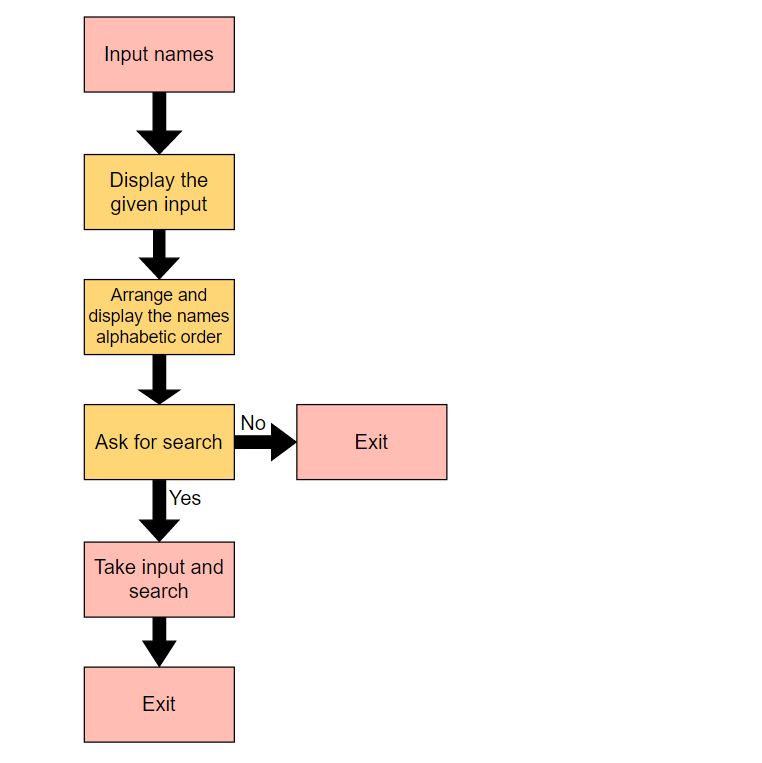 Input names
Display the
given input
Arrange and
display the names
alphabetic order
Ask for search
No
Exit
Yes
Take input and
search
Exit